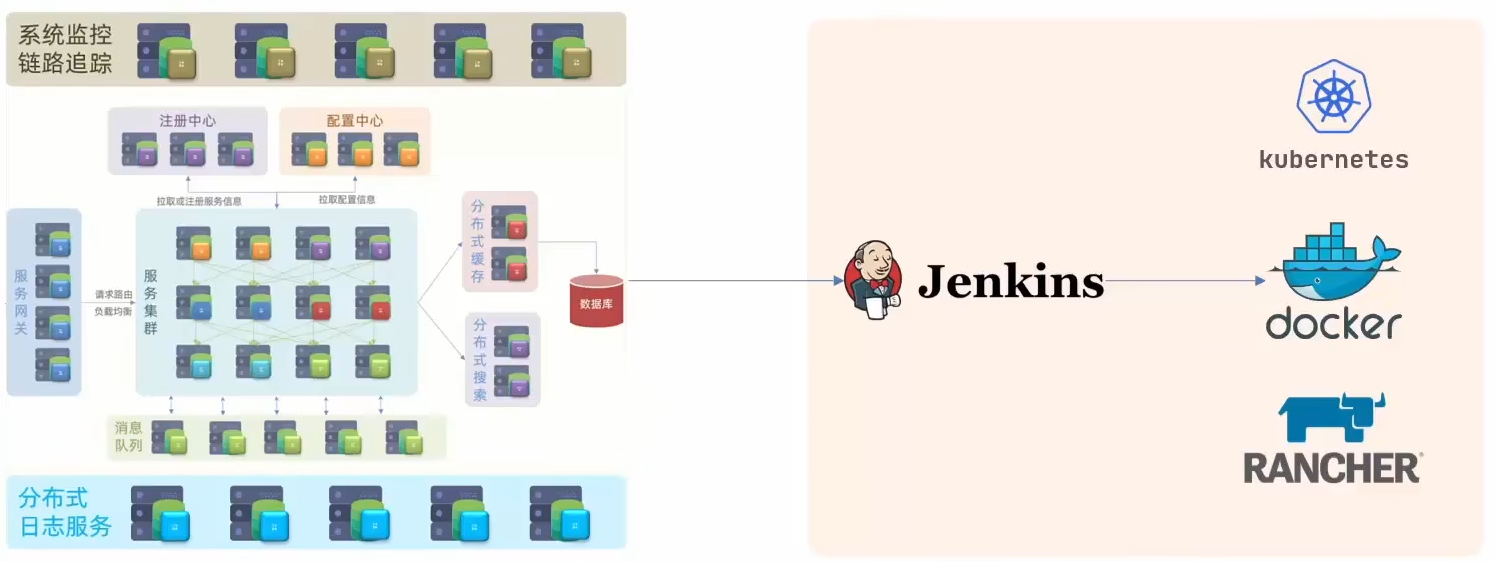 系统监控
链路追踪
注册中心
配置中心
拉取或注册服务信息
拉取配置信息
服务网关
请求路由
负载均衡
服务集群
分布式缓存
分布式搜索
数据库
消息
队列
分布式
日志服务
Jenkins
kubernetes
docker
RANCHER